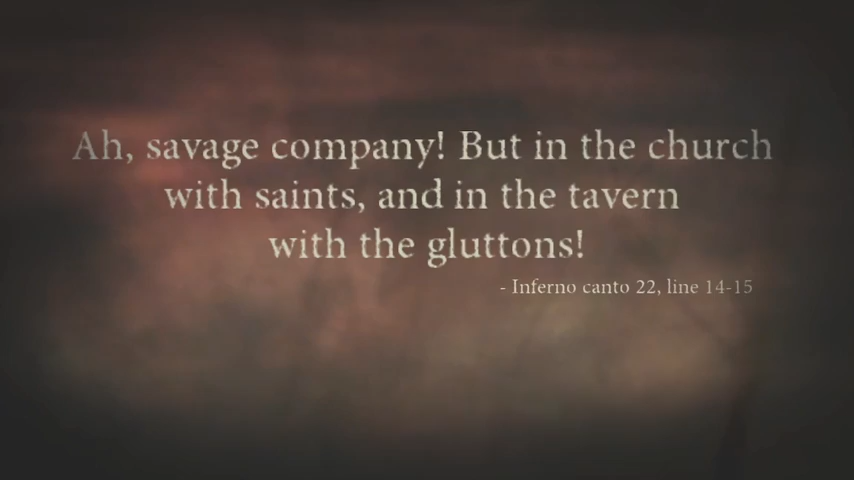 Ah, savage company! But in the church
with saints, and in the tavern
with the gluttons!
- Inferno canto 22, line 14-15